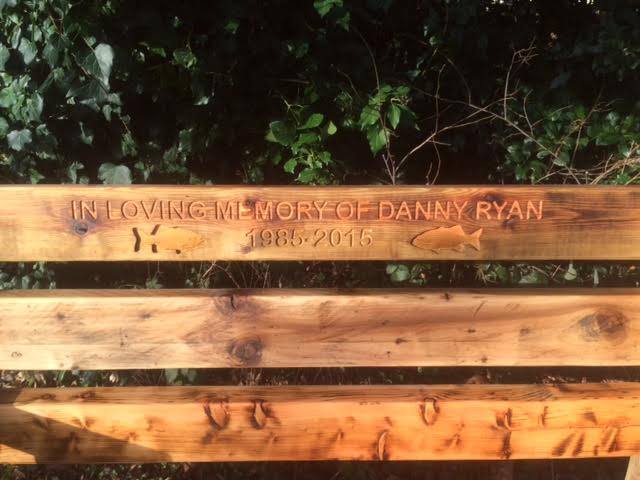 IN LOVING MEMORY OF DANNY RYAN
1985-2015